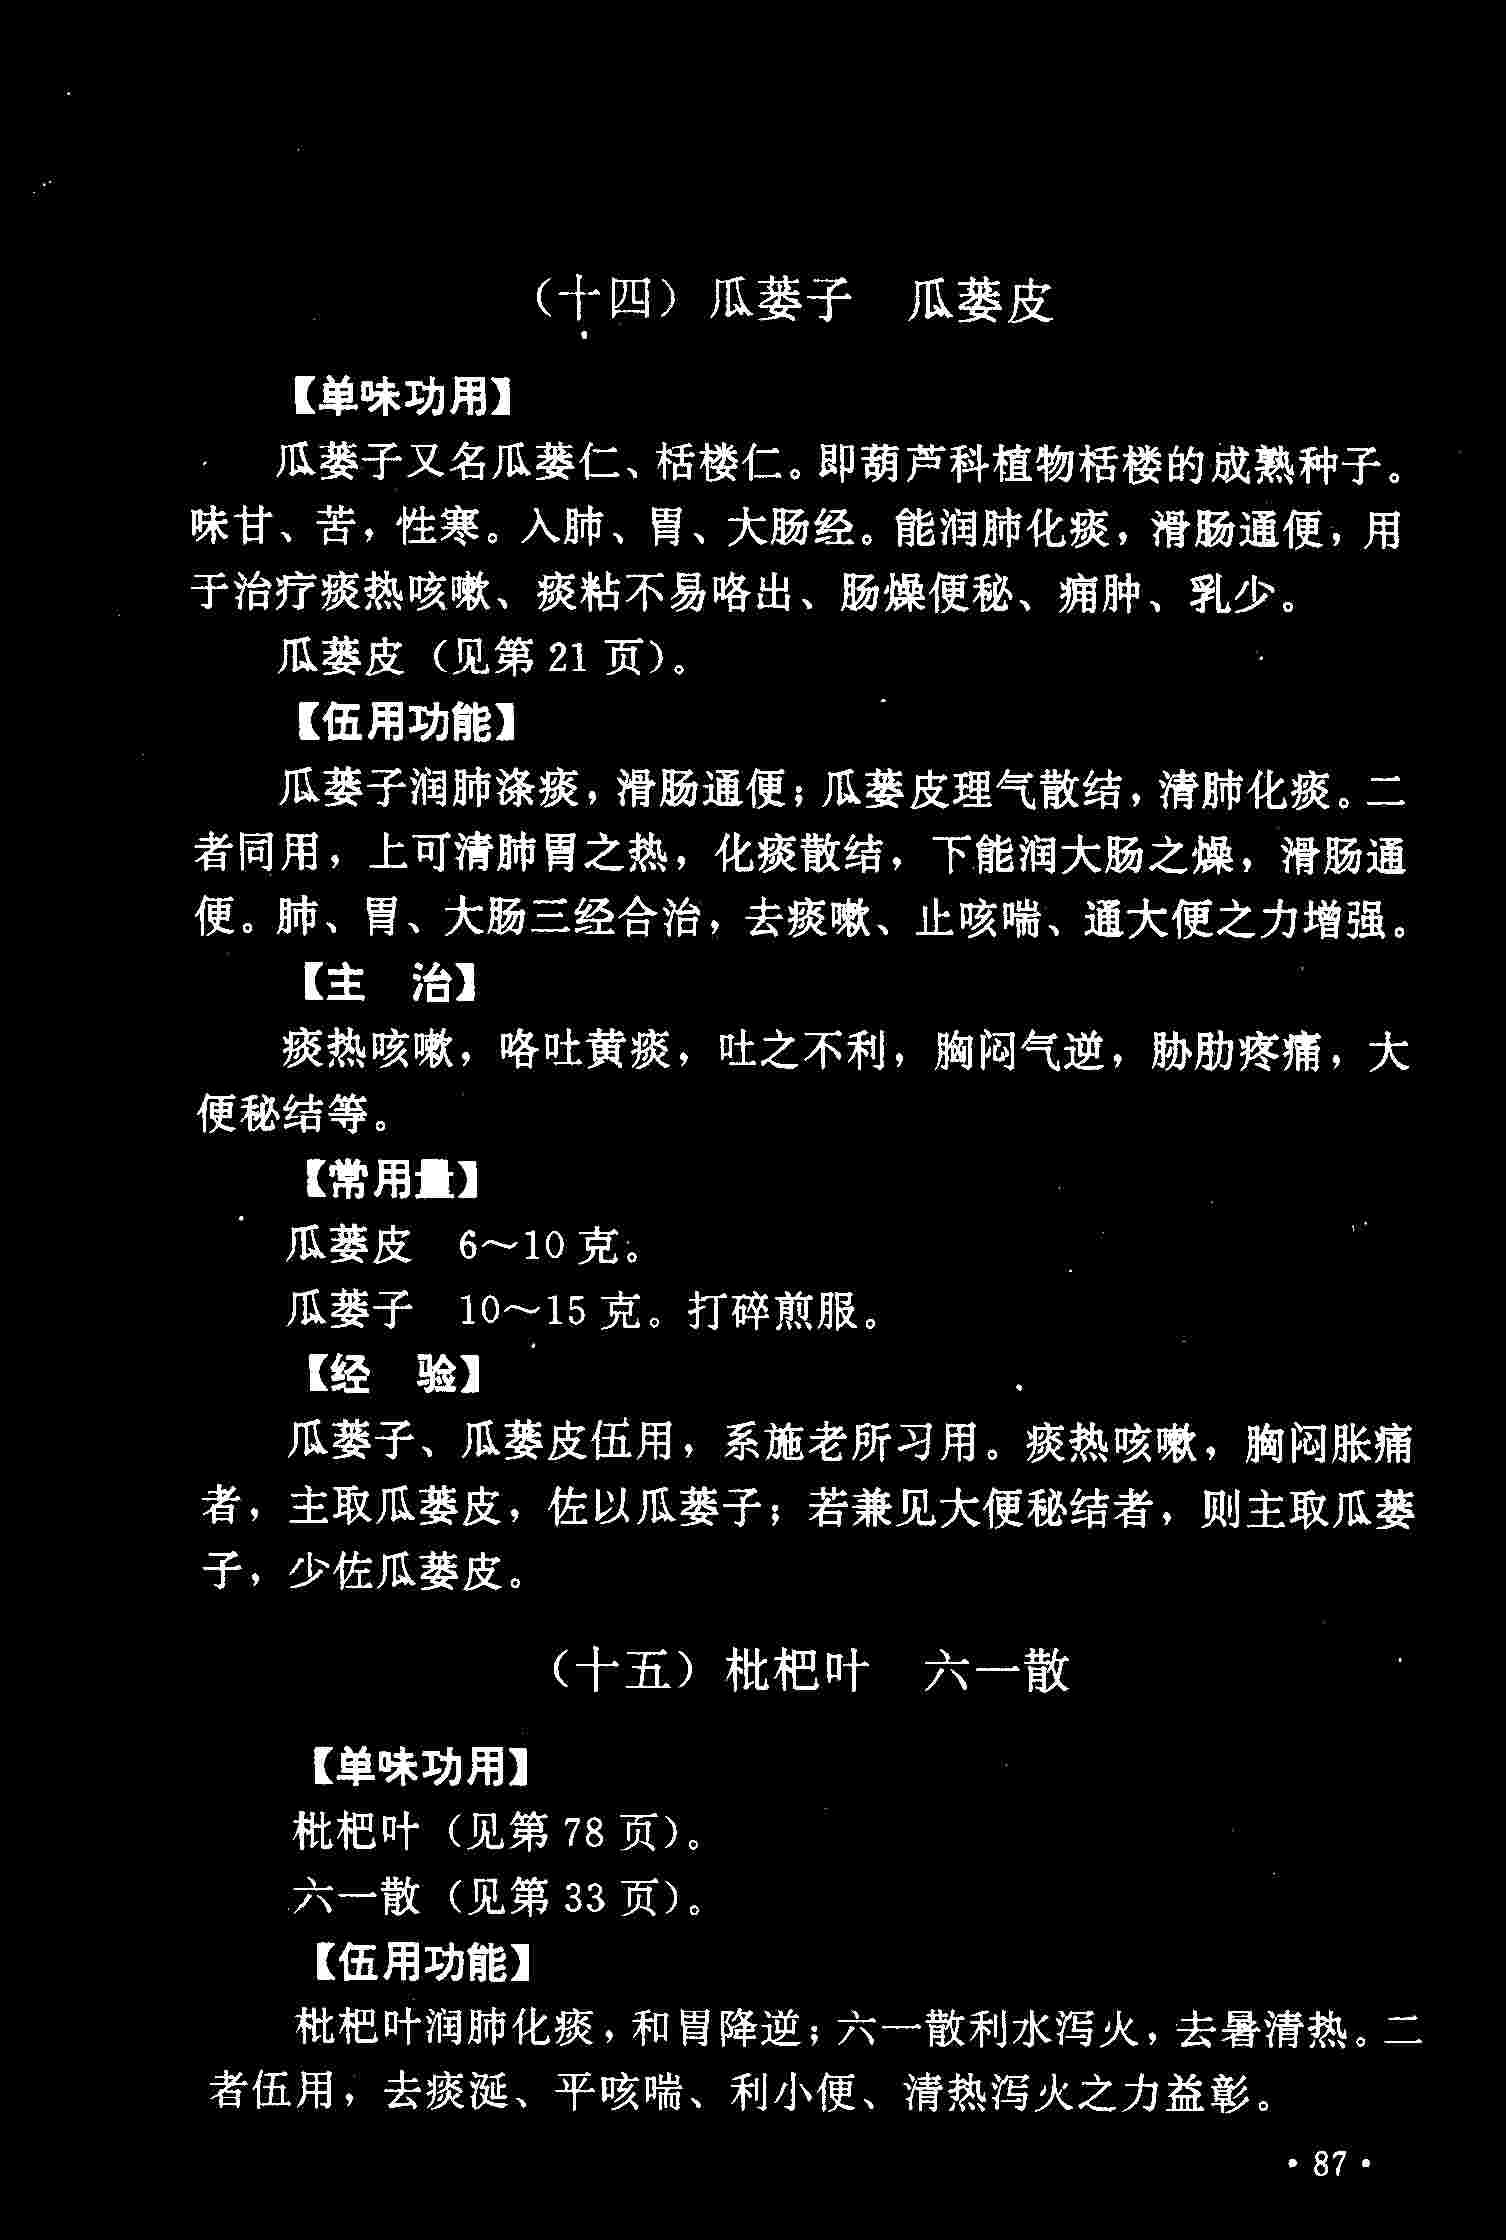 （十四）瓜蒌子　瓜蒌皮
【单味功用】
瓜蒌子又名瓜蒌仁、栝楼仁。即葫芦科植物栝楼的成熟种子。
味甘、苦，性寒。入肺、胃、大肠经。能润肺化痰，滑肠通便，用
于治疗痰热咳嗽、痰粘不易咯出、肠燥便秘、痈肿、乳少。
瓜蒌皮（见第 21 页）。
【伍用功能】
瓜蒌子润肺涤痰，滑肠通便；瓜蒌皮理气散结，清肺化痰。二
者同用，上可清肺胃之热，化痰散结，下能润大肠之燥，滑肠通
便。肺、胃、大肠三经合治，去痰嗽、止咳喘、通大便之力增强。
【主　治】
痰热咳嗽，咯吐黄痰，吐之不利，胸闷气逆，胁肋疼痛，大
便秘结等。
【常用量】
瓜蒌皮　6～10 克。
瓜蒌子　10～15 克。打碎煎服。
【经　验】
瓜蒌子、瓜蒌皮伍用，系施老所习用。痰热咳嗽，胸闷胀痛
者，主取瓜蒌皮，佐以瓜蒌子；若兼见大便秘结者，则主取瓜蒌
子，少佐瓜蒌皮。
（十五）枇杷叶　六一散
【单味功用】
枇杷叶（见第 78 页）。
六一散（见第 33 页）。
【伍用功能】
枇杷叶润肺化痰，和胃降逆；六一散利水泻火，去暑清热。二
者伍用，去痰涎、平咳喘、利小便、清热泻火之力益彰。
·87·